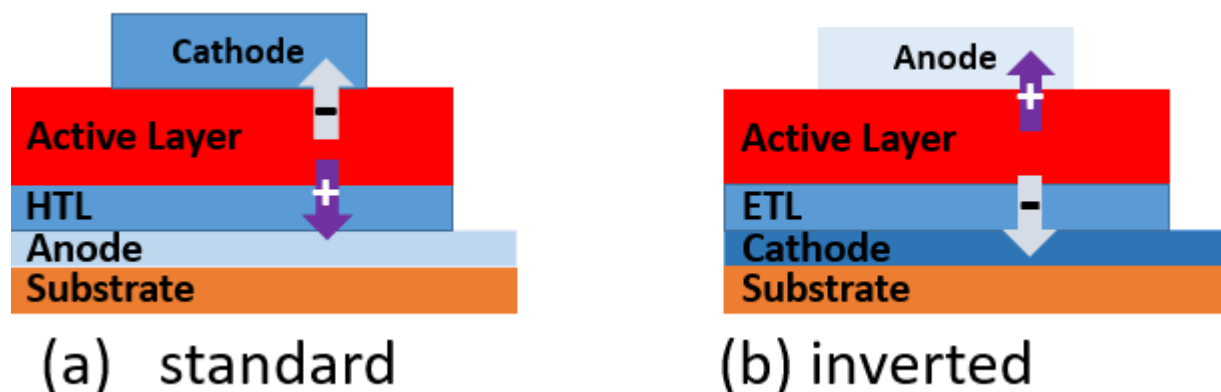 Cathode
-
Active Layer
+
HTL
Anode
Substrate
(a) standard
Anode
+
Active Layer
ETL
-
Cathode
Substrate
(b) inverted